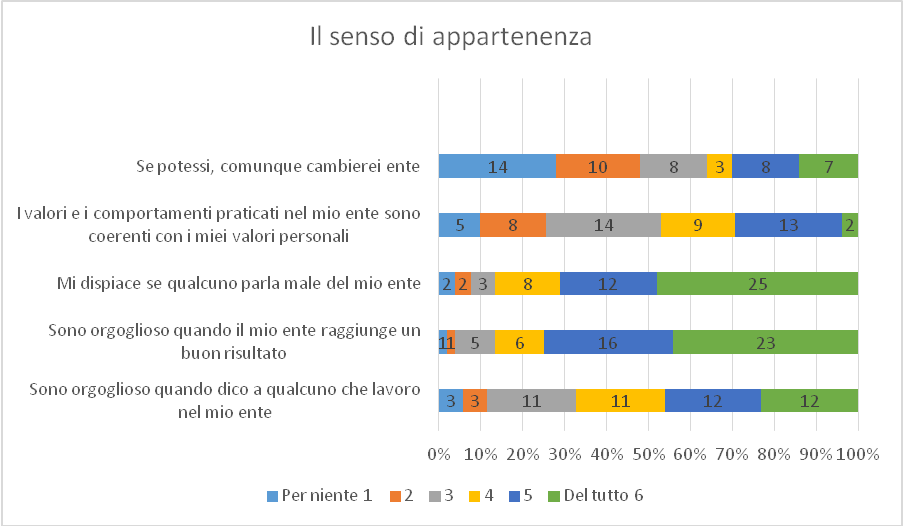 Il senso di appartenenza
Se potessi, comunque cambierei ente
14 10 8 3 8 7
I valori e i comportamenti praticati nel mio ente sono
coerenti con i miei valori personali
5 8 14 9 13 2
Mi dispiace se qualcuno parla male del mio ente
2 2 3 8 12 25
Sono orgoglioso quando il mio ente raggiunge un
buon risultato
1 1 5 6 16 23
Sono orgoglioso quando dico a qualcuno che lavoro
nel mio ente
3 3 11 11 12 12
0% 10% 20% 30% 40% 50% 60% 70% 80% 90% 100%
Per niente 1 2 3 4 5 Del tutto 6